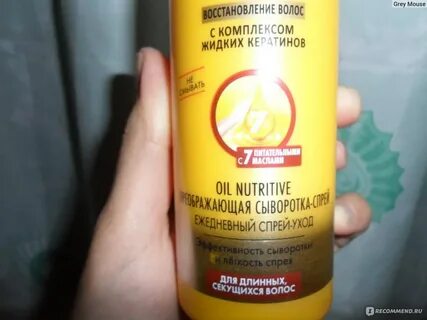 Grey Mouse
ВОССТАНОВЛЕНИЕ ВОЛОС
С КОМПЛЕКСОМ
ЖИДКИХ КЕРАТИНОВ
НЕ
СМЫВАТЬ
7
С 7 ПИТАТЕЛЬНЫМИ
МАСЛАМИ
OIL NUTRITIVE
ПРЕОБРАЖАЮЩАЯ СЫВОРОТКА-СПРЕЙ
ЕЖЕДНЕВНЫЙ СПРЕЙ-УХОД
Эффективность сыворотки
и лёгкость спрея
ДЛЯ ДЛИННЫХ,
СЕКУЩИХСЯ ВОЛОС
RECOMMEND.RU